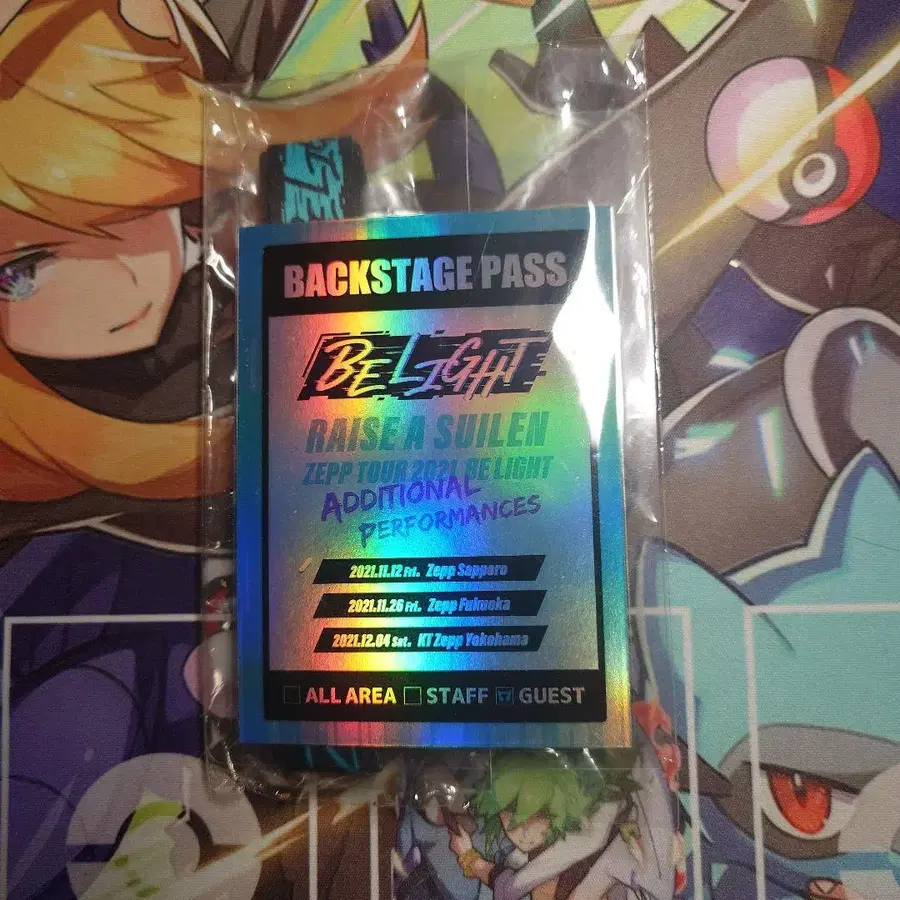 BACKSTAGE PASS
BE LIGHT
RAISE A SUILEN
ZEPP TOUR 2021 BE LIGHT
ADDITIONAL
PERFORMANCES
2021.11.12 Fri. Zepp Sapporo
2021.11.26 Fri. Zepp Fukuoka
2021.12.04 Sat. KT Zepp Yokohama
ALL AREA STAFF GUEST